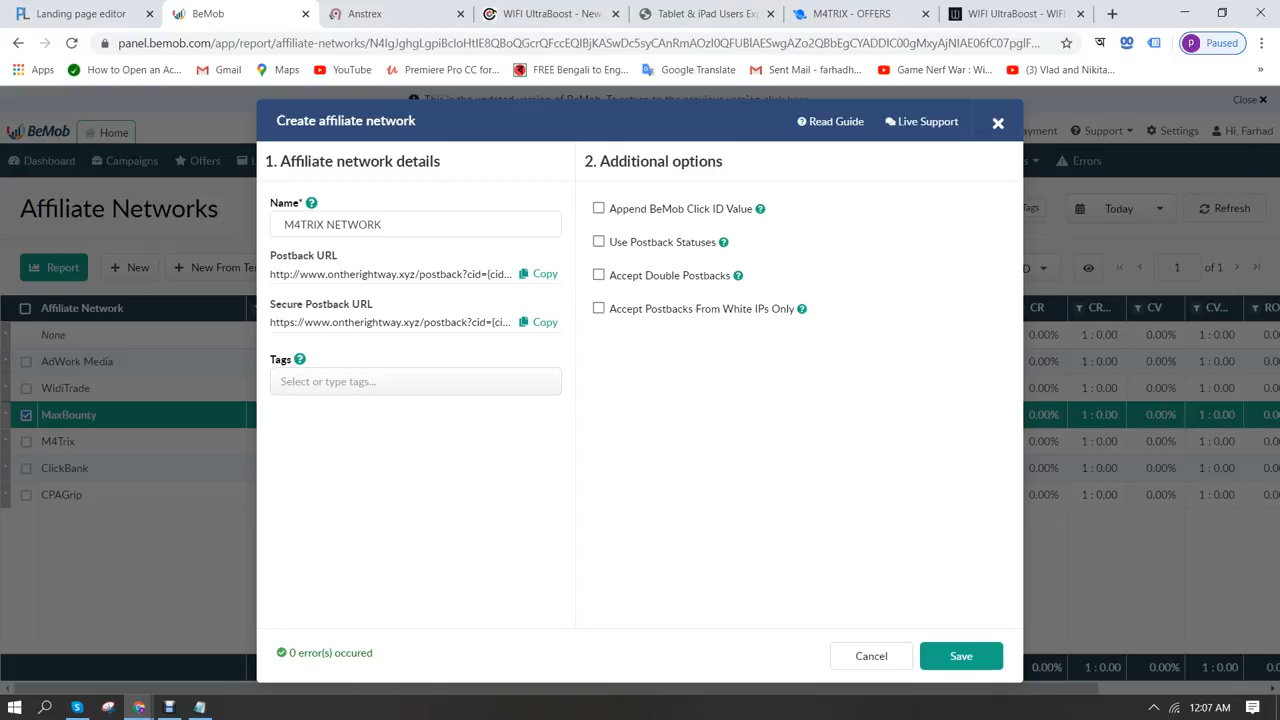 Landing page editor
BeMob
Anstrex
WIFI UltraBoost - New
Tablet & iPad Users Exp
M4TRIX - OFFERS
WIFI UltraBoost - WIFI
panel.bemob.com/app/report/affiliate-networks/
Paused
Apps
How to Open an Ac...
Gmail
Maps
YouTube
Premiere Pro CC -...
FREE Bengali to Eng...
Google Translate
Sent Mail - farhadh...
Game Nerf War : Wi...
(3) Vlad and Nikita...
This is the updated version of BeMob. To return to the previous version click here
Close
BeMob
Home
Create affiliate network
Read Guide
Live Support
Support
Settings
Hi, Farhad
Dashboard
Campaigns
Offers
Errors
1. Affiliate network details
2. Additional options
Affiliate Networks
Name*
M4TRIX NETWORK
Append BeMob Click ID Value
Tags
Today
Refresh
Use Postback Statuses
Postback URL
http://www.ontherightway.xyz/postback?cid={cid...
Copy
Accept Double Postbacks
Report
New
New From Te
1
of 1
Secure Postback URL
https://www.ontherightway.xyz/postback?cid={ci...
Copy
Accept Postbacks From White IPs Only
Affiliate Network
CR
CR...
CV
CV...
RO
None
0.00%
1 : 0.00
0.00%
1 : 0.00
0.00
Tags
AdWork Media
0.00%
1 : 0.00
0.00%
1 : 0.00
0.00
Select or type tags...
WidiTrade
0.00%
1 : 0.00
0.00%
1 : 0.00
0.00
MaxBounty
0.00%
1 : 0.00
0.00%
1 : 0.00
0.00
M4Trix
0.00%
1 : 0.00
0.00%
1 : 0.00
0.00
ClickBank
0.00%
1 : 0.00
0.00%
1 : 0.00
0.00
CPAGrip
0.00%
1 : 0.00
0.00%
1 : 0.00
0.00
0 error(s) occured
Cancel
Save
0.00%
1 : 0.00
0.00%
1 : 0.00
0.00
12:07 AM